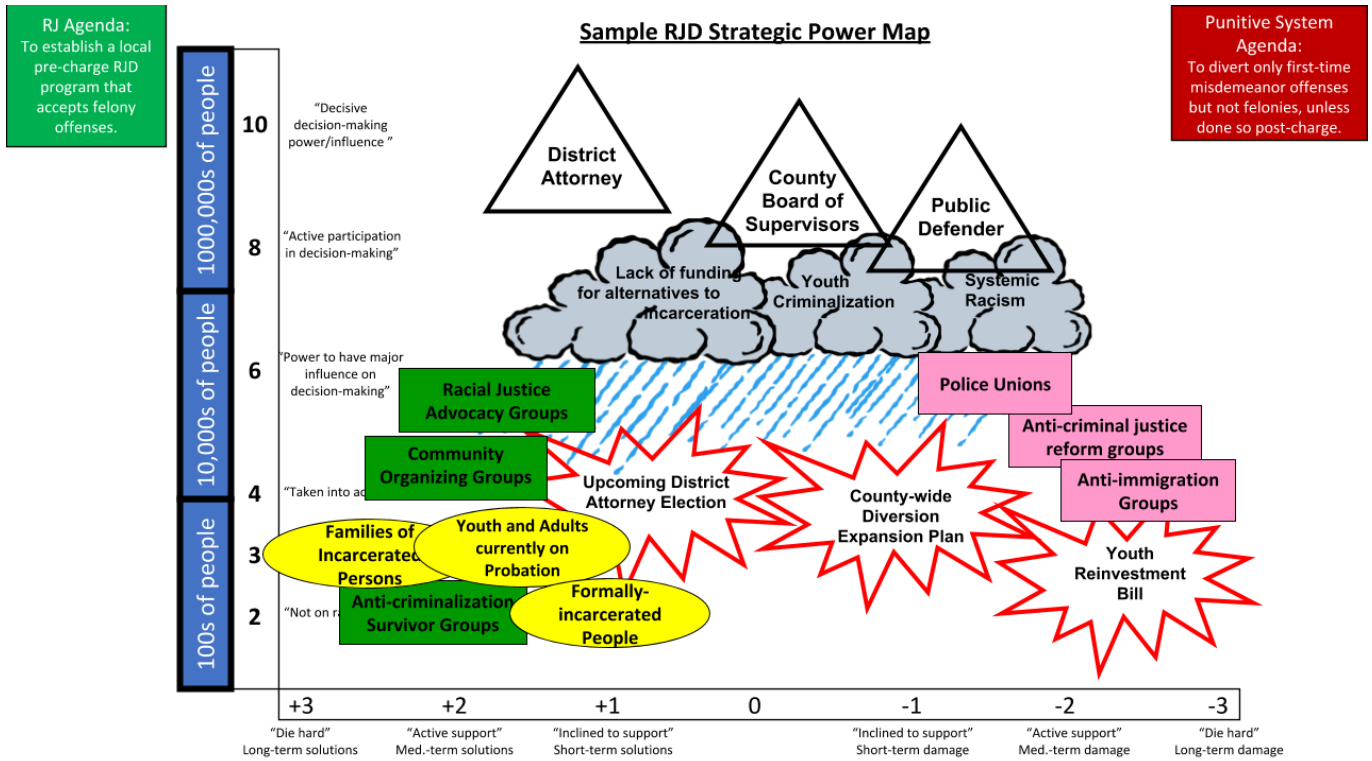 RJ Agenda:
To establish a local
pre-charge RJD
program that
accepts felony
offenses.
Sample RJD Strategic Power Map
Punitive System
Agenda:
To divert only first-time
misdemeanor offenses
but not felonies, unless
done so post-charge.
1000,000s of people
10,000s of people
100s of people
10
“Decisive
decision-making
power/influence ”
8
“Active participation
in decision-making”
6
“Power to have major
influence on
decision-making”
4
“Taken into
3
2
“Not on
District
Attorney
County
Board of
Supervisors
Public
Defender
Lack of funding
for alternatives to
incarceration
Youth
Criminalization
Systemic
Racism
Racial Justice
Advocacy Groups
Community
Organizing Groups
Police Unions
Anti-criminal justice
reform groups
Anti-immigration
Groups
Upcoming District
Attorney Election
County-wide
Diversion
Expansion Plan
Youth
Reinvestment
Bill
Families of
Incarcerated
Persons
Youth and Adults
currently on
Probation
Anti-criminalization
Survivor Groups
Formally-
incarcerated
People
+3
+2
+1
0
-1
-2
-3
“Die hard”
Long-term solutions
“Active support”
Med.-term solutions
“Inclined to support”
Short-term solutions
“Inclined to support”
Short-term damage
“Active support”
Med.-term damage
“Die hard”
Long-term damage